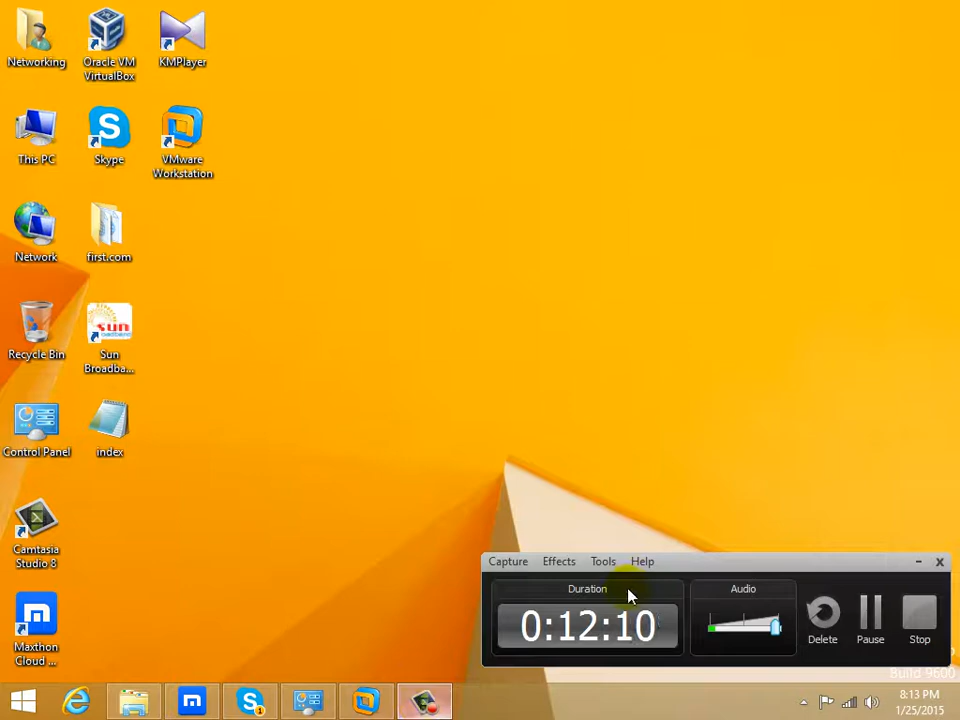 Networking
Oracle VM
VirtualBox
KMPlayer
This PC
Skype
VMware
Workstation
Network
first.com
Recycle Bin
sun
Sun
Broadba...
Control Panel
index
Camtasia
Studio 8
Maxthon
Cloud ...
Capture Effects Tools Help
Duration
0:12:10
Audio
Delete
Pause
Stop
Build 9600
8:13 PM
1/25/2015